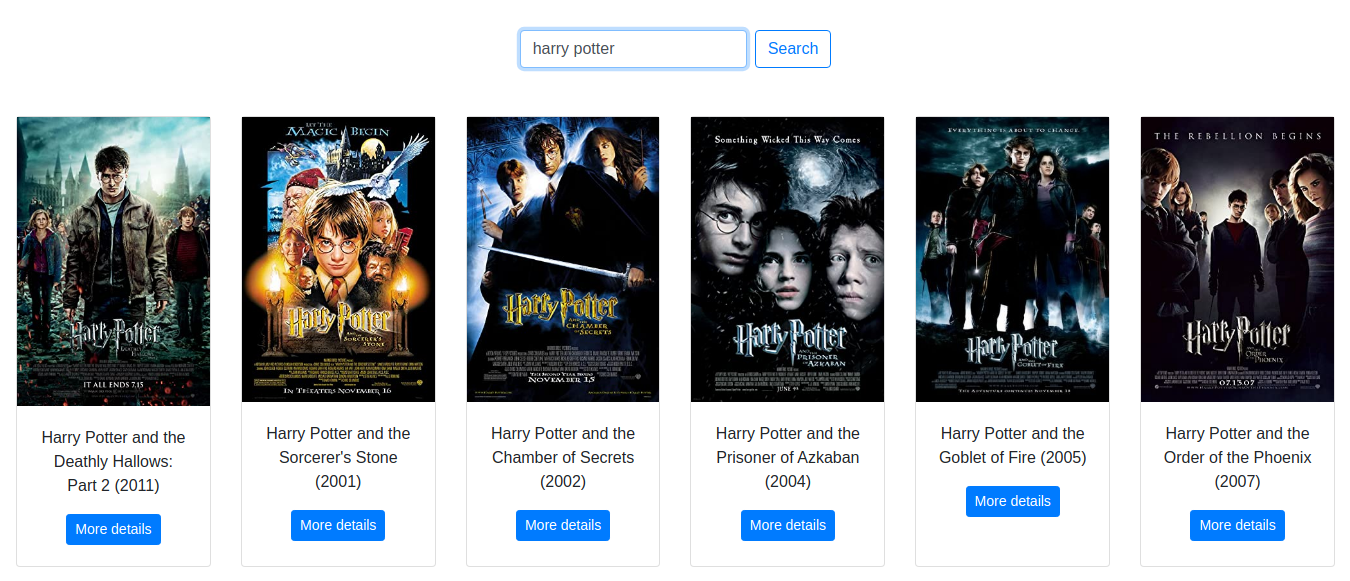 harry potter
Search
Harry Potter
IT ALL ENDS 7.15
Harry Potter and the
Deathly Hallows:
Part 2 (2011)
More details
LET THE
MAGIC BEGIN
Harry Potter
AND THE
SORCERER'S
STONE
IN THEATERS NOVEMBER 16
Harry Potter and the
Sorcerer's Stone
(2001)
More details
Harry Potter
AND THE
CHAMBER OF
SECRETS
NOVEMBER 15
Harry Potter and the
Chamber of Secrets
(2002)
More details
Something Wicked This Way Comes
Harry Potter
AND THE
PRISONER OF
AZKABAN
JUNE 4
Harry Potter and the
Prisoner of Azkaban
(2004)
More details
EVERYTHING IS ABOUT TO CHANGE.
Harry Potter
AND THE
GOBLET OF FIRE
Harry Potter and the
Goblet of Fire (2005)
More details
THE REBELLION BEGINS
Harry Potter
AND THE
ORDER OF THE
PHOENIX
07.13.07
Harry Potter and the
Order of the Phoenix
(2007)
More details